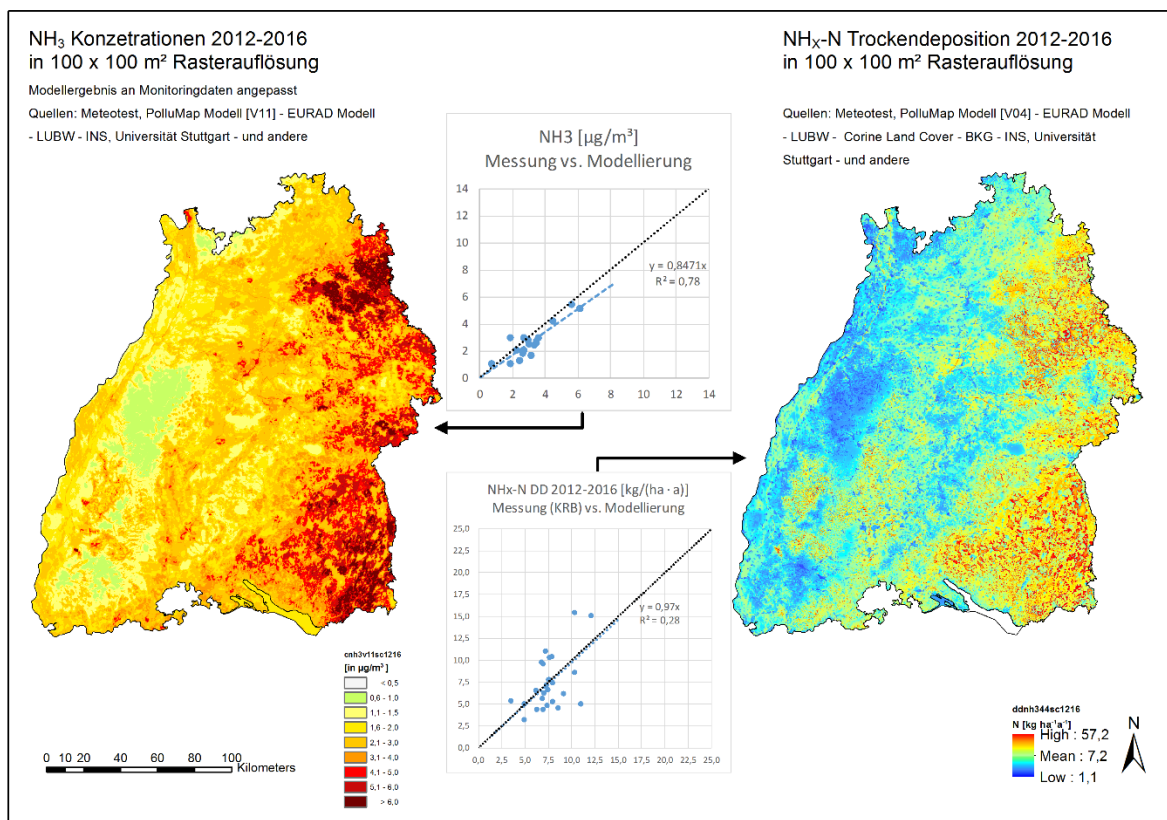 NH₃ Konzetrationen 2012-2016
in 100 x 100 m² Rasterauflösung
Modellergebnis an Monitoringdaten angepasst
Quellen: Meteotest, PolluMap Modell [V11] - EURAD Modell
- LUBW - INS, Universität Stuttgart - und andere
NHₓ-N Trockendeposition 2012-2016
in 100 x 100 m² Rasterauflösung
Quellen: Meteotest, PolluMap Modell [V04] - EURAD Modell
- LUBW - Corine Land Cover - BKG - INS, Universität
Stuttgart - und andere
NH3 [µg/m³]
Messung vs. Modellierung
14
12
10
8
6
4
2
0
y = 0,8471x
R² = 0,78
0 2 4 6 8 10 12 14
NHx-N DD 2012-2016 [kg/(ha · a)]
Messung (KRB) vs. Modellierung
25,0
22,5
20,0
17,5
15,0
12,5
10,0
7,5
5,0
2,5
0,0
y = 0,97x
R² = 0,28
0,0 2,5 5,0 7,5 10,0 12,5 15,0 17,5 20,0 22,5 25,0
cnh3v11sc1216
[in µg/m³ ]
< 0,5
0,6 - 1,0
1,1 - 1,5
1,6 - 2,0
2,1 - 3,0
3,1 - 4,0
4,1 - 5,0
5,1 - 6,0
> 6,0
0 10 20 40 60 80 100
Kilometers
ddnh344sc1216
N [kg ha⁻¹a⁻¹]
High : 57,2
Mean : 7,2
Low : 1,1
N